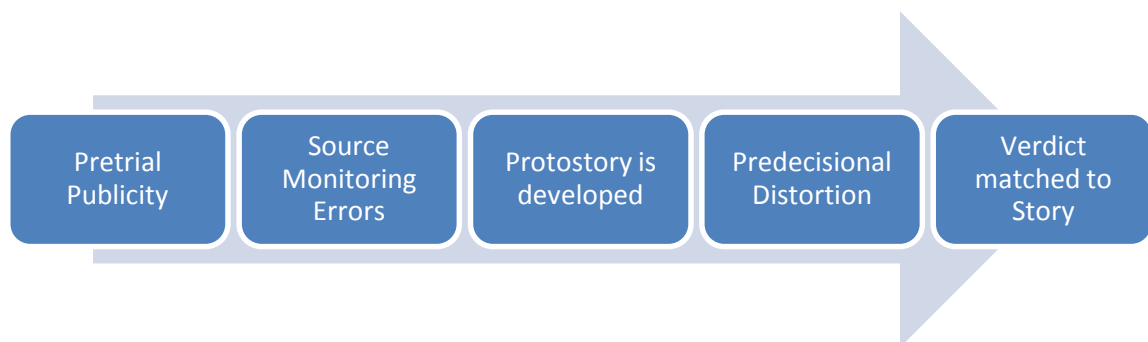 Pretrial
Publicity
Source
Monitoring
Errors
Protostory is
developed
Predecisional
Distortion
Verdict
matched to
Story